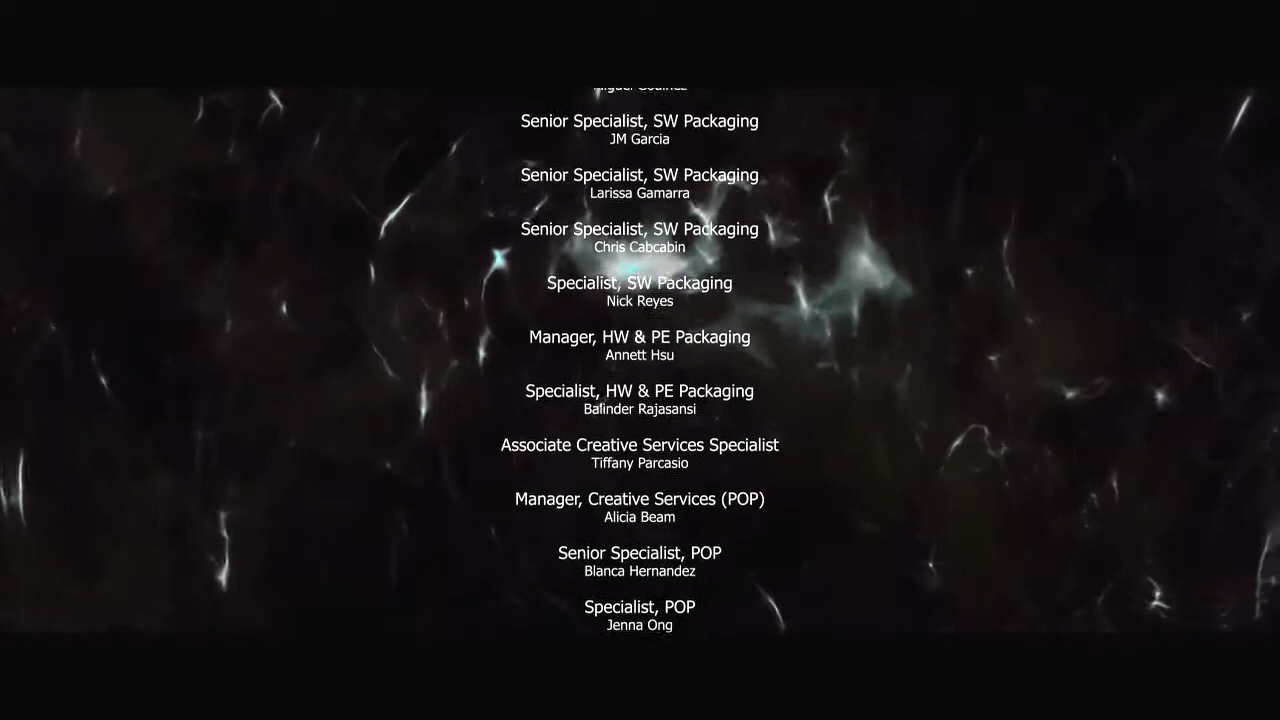 Senior Specialist, SW Packaging
JM Garcia
Senior Specialist, SW Packaging
Larissa Gamarra
Senior Specialist, SW Packaging
Chris Cabcabin
Specialist, SW Packaging
Nick Reyes
Manager, HW & PE Packaging
Annett Hsu
Specialist, HW & PE Packaging
Balinder Rajasansi
Associate Creative Services Specialist
Tiffany Parcasio
Manager, Creative Services (POP)
Alicia Beam
Senior Specialist, POP
Blanca Hernandez
Specialist, POP
Jenna Ong